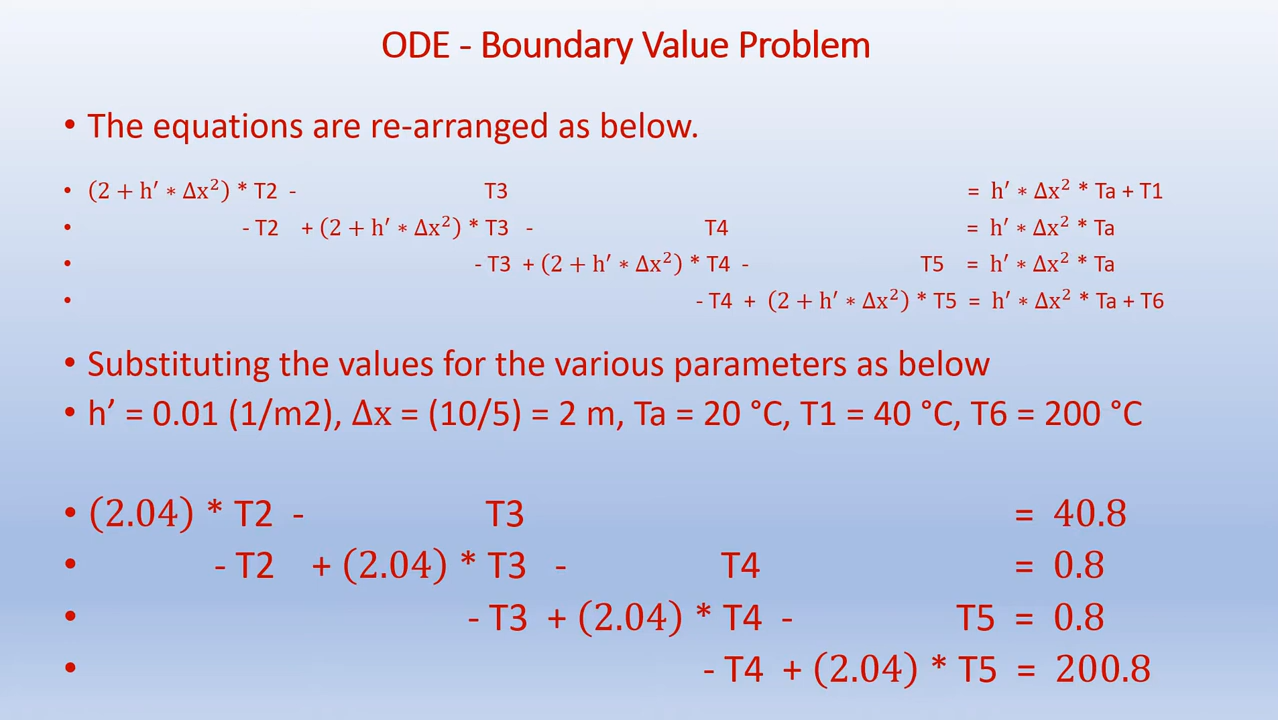 ODE - Boundary Value Problem
• The equations are re-arranged as below.
• (2 + h′ ∗ Δx²) * T2 - T3 = h′ ∗ Δx² * Ta + T1
• - T2 + (2 + h′ ∗ Δx²) * T3 - T4 = h′ ∗ Δx² * Ta
• - T3 + (2 + h′ ∗ Δx²) * T4 - T5 = h′ ∗ Δx² * Ta
• - T4 + (2 + h′ ∗ Δx²) * T5 = h′ ∗ Δx² * Ta + T6
• Substituting the values for the various parameters as below
• h’ = 0.01 (1/m2), Δx = (10/5) = 2 m, Ta = 20 °C, T1 = 40 °C, T6 = 200 °C
• (2.04) * T2 - T3 = 40.8
• - T2 + (2.04) * T3 - T4 = 0.8
• - T3 + (2.04) * T4 - T5 = 0.8
• - T4 + (2.04) * T5 = 200.8